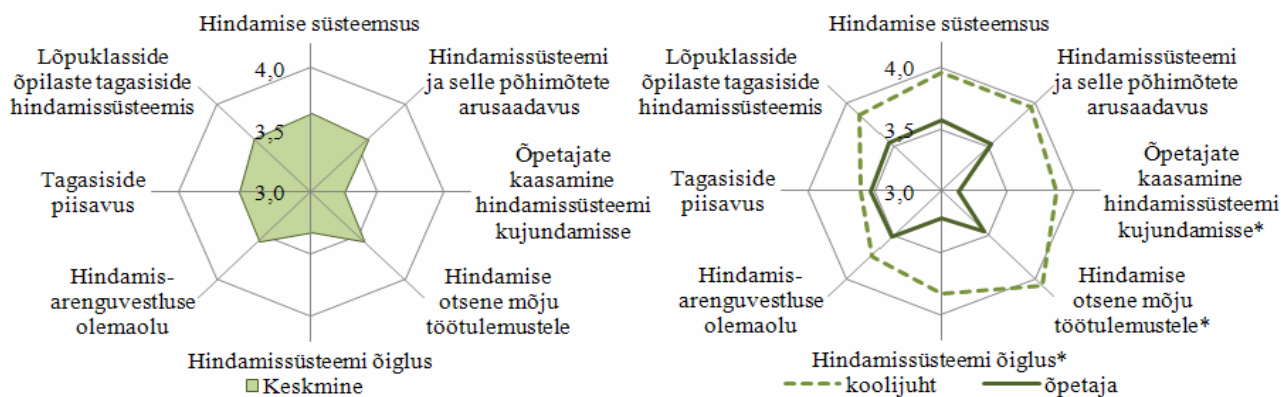 Hindamise süsteemsus
4,0
3,5
3,0
Hindamissüsteemi
ja selle põhimõtete
arusaadavus
Õpetajate
kaasamine
hindamissüsteemi
kujundamisse
Hindamise
otsene mõju
töötulemustele
Hindamissüsteemi õiglus
Hindamis-
arenguvestluse
olemaolu
Tagasiside
piisavus
Lõpuklasside
õpilaste tagasiside
hindamissüsteemis
Keskmine
Hindamise süsteemsus
4,0
3,5
3,0
Hindamissüsteemi
ja selle põhimõtete
arusaadavus
Õpetajate
kaasamine
hindamissüsteemi
kujundamisse*
Hindamise
otsene mõju
töötulemustele*
Hindamissüsteemi õiglus*
Hindamis-
arenguvestluse
olemaolu
Tagasiside
piisavus
Lõpuklasside
õpilaste tagasiside
hindamissüsteemis
koolijuht
õpetaja